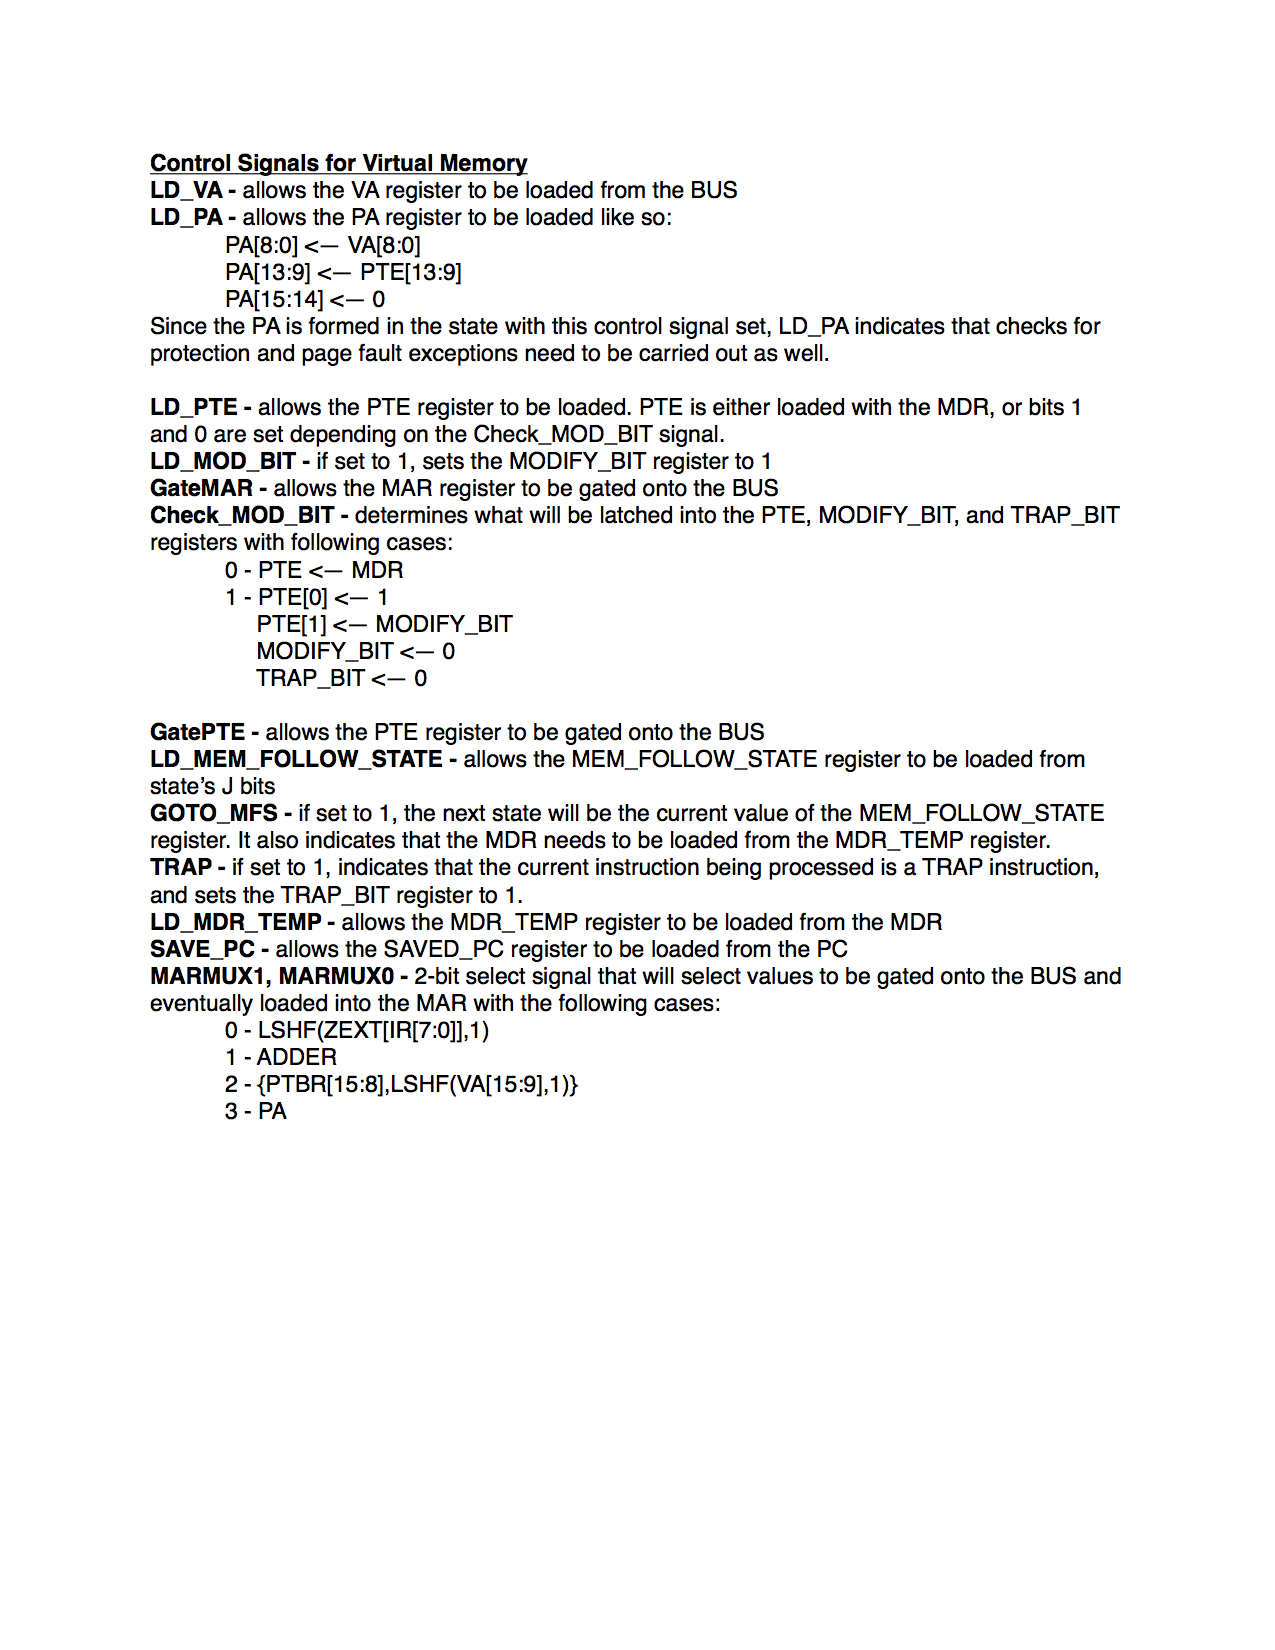 Control Signals for Virtual Memory
LD_VA - allows the VA register to be loaded from the BUS
LD_PA - allows the PA register to be loaded like so:
PA[8:0] <— VA[8:0]
PA[13:9] <— PTE[13:9]
PA[15:14] <— 0
Since the PA is formed in the state with this control signal set, LD_PA indicates that checks for
protection and page fault exceptions need to be carried out as well.
LD_PTE - allows the PTE register to be loaded. PTE is either loaded with the MDR, or bits 1
and 0 are set depending on the Check_MOD_BIT signal.
LD_MOD_BIT - if set to 1, sets the MODIFY_BIT register to 1
GateMAR - allows the MAR register to be gated onto the BUS
Check_MOD_BIT - determines what will be latched into the PTE, MODIFY_BIT, and TRAP_BIT
registers with following cases:
0 - PTE <— MDR
1 - PTE[0] <— 1
PTE[1] <— MODIFY_BIT
MODIFY_BIT <— 0
TRAP_BIT <— 0
GatePTE - allows the PTE register to be gated onto the BUS
LD_MEM_FOLLOW_STATE - allows the MEM_FOLLOW_STATE register to be loaded from
state’s J bits
GOTO_MFS - if set to 1, the next state will be the current value of the MEM_FOLLOW_STATE
register. It also indicates that the MDR needs to be loaded from the MDR_TEMP register.
TRAP - if set to 1, indicates that the current instruction being processed is a TRAP instruction,
and sets the TRAP_BIT register to 1.
LD_MDR_TEMP - allows the MDR_TEMP register to be loaded from the MDR
SAVE_PC - allows the SAVED_PC register to be loaded from the PC
MARMUX1, MARMUX0 - 2-bit select signal that will select values to be gated onto the BUS and
eventually loaded into the MAR with the following cases:
0 - LSHF(ZEXT[IR[7:0]],1)
1 - ADDER
2 - {PTBR[15:8],LSHF(VA[15:9],1)}
3 - PA